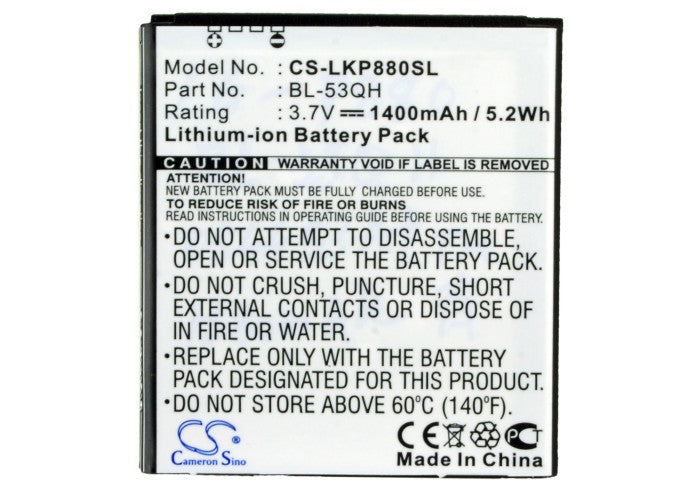 Model No.: CS-LKP880SL
Part No.: BL-53QH
Rating: 3.7V 1400mAh / 5.2Wh
Lithium-ion Battery Pack
CAUTION WARRANTY VOID IF LABEL IS REMOVED
ATTENTION:
NEW BATTERY PACK MUST BE FULLY CHARGED BEFORE USE
TO REDUCE RISK OF FIRE OR BURNS
READ INSTRUCTIONS IN OPERATING GUIDE BEFORE USING THE BATTERY.
•DO NOT ATTEMPT TO DISASSEMBLE,
OPEN OR SERVICE THE BATTERY PACK.
•DO NOT CRUSH, PUNCTURE, SHORT
EXTERNAL CONTACTS OR DISPOSE OF
IN FIRE OR WATER.
•REPLACE ONLY WITH THE BATTERY
PACK DESIGNATED FOR THIS PRODUCT.
•DO NOT STORE ABOVE 60°C (140°F)
CS
Cameron Sino
CE PCT
Made in China